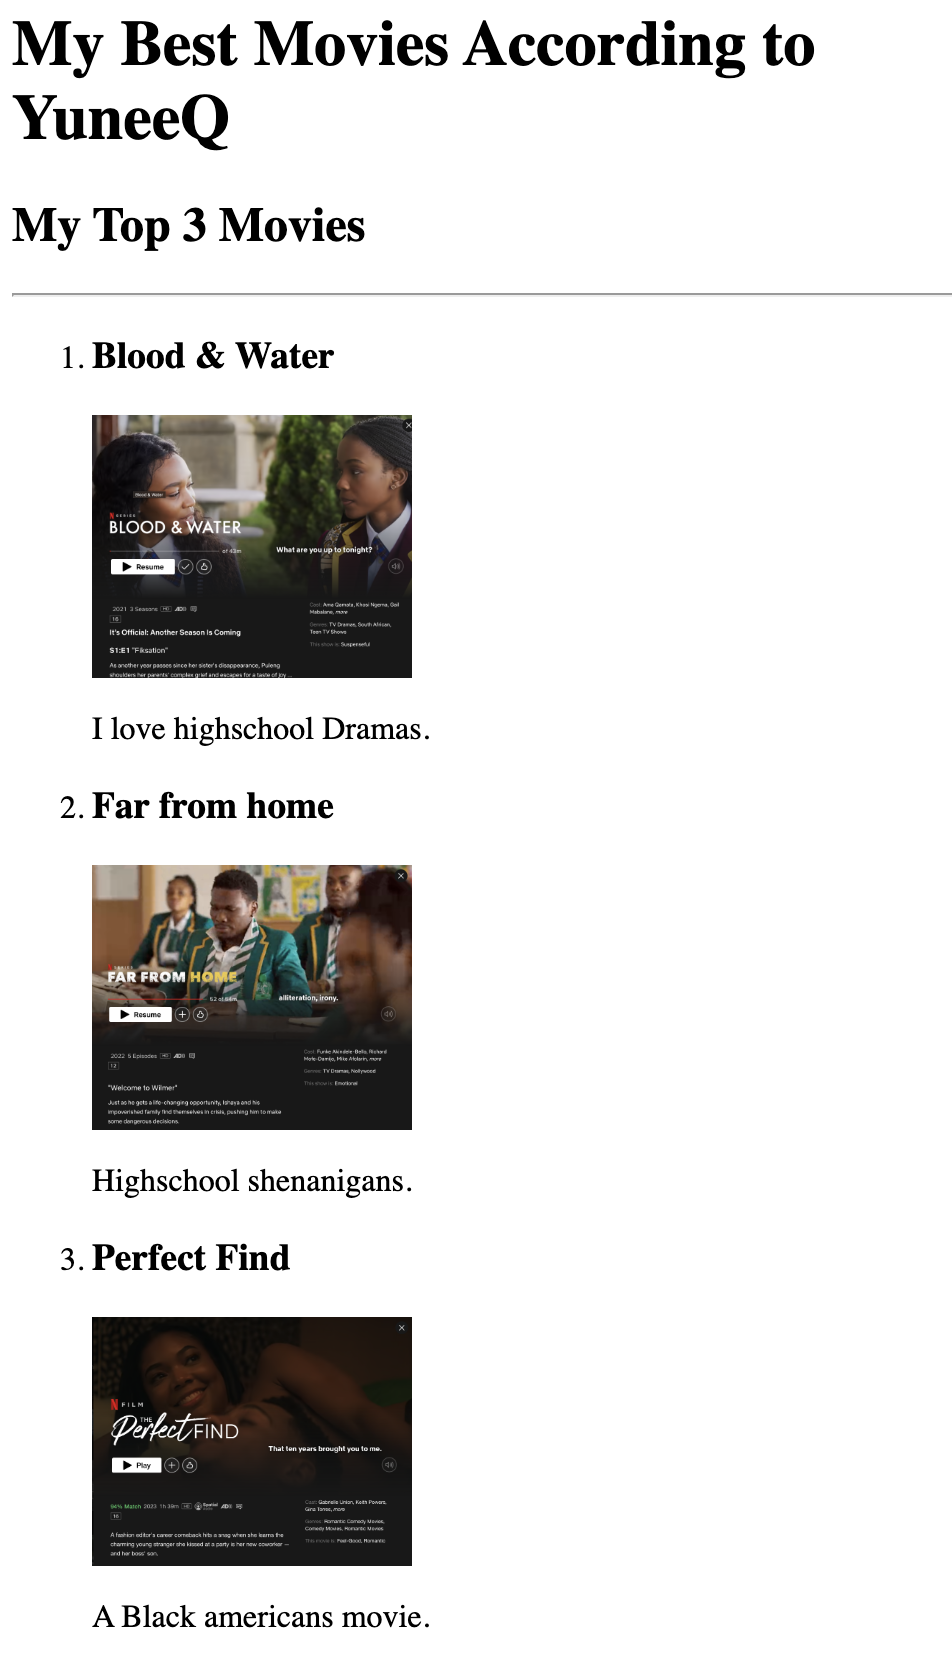 My Best Movies According to
YuneeQ
My Top 3 Movies
1. Blood & Water
Blood & Water
N SERIES
BLOOD & WATER
of 43m
What are you up to tonight?
Resume
2021 3 Seasons HD AD
16
Cast: Ama Qamata, Khosi Ngema, Gail
Mabalane, more
Genres: TV Dramas, South African,
Teen TV Shows
This show is: Suspenseful
It's Official: Another Season Is Coming
S1:E1 "Fiksation"
As another year passes since her sister's disappearance, Puleng
shoulders her parents' complex grief and escapes for a taste of joy ...
I love highschool Dramas.
2. Far from home
N SERIES
FAR FROM HOME
52 of 54m
alliteration, irony.
Resume
2022 5 Episodes HD AD
12
Cast: Funke Akindele-Bello, Richard
Mofe-Damijo, Mike Afolarin, more
Genres: TV Dramas, Nollywood
This show is: Emotional
"Welcome to Wilmer"
Just as he gets a life-changing opportunity, Ishaya and his
impoverished family find themselves in crisis, pushing him to make
some dangerous decisions.
Highschool shenanigans.
3. Perfect Find
N FILM
THE
Perfect FIND
That ten years brought you to me.
Play
94% Match 2023 1h 39m HD Spatial Audio AD
16
Cast: Gabrielle Union, Keith Powers,
Gina Torres, more
Genres: Romantic Comedy Movies,
Comedy Movies, Romantic Movies
This movie is: Feel-Good, Romantic
A fashion editor's career comeback hits a snag when she learns the
charming young stranger she kissed at a party is her new coworker —
and her boss' son.
A Black americans movie.